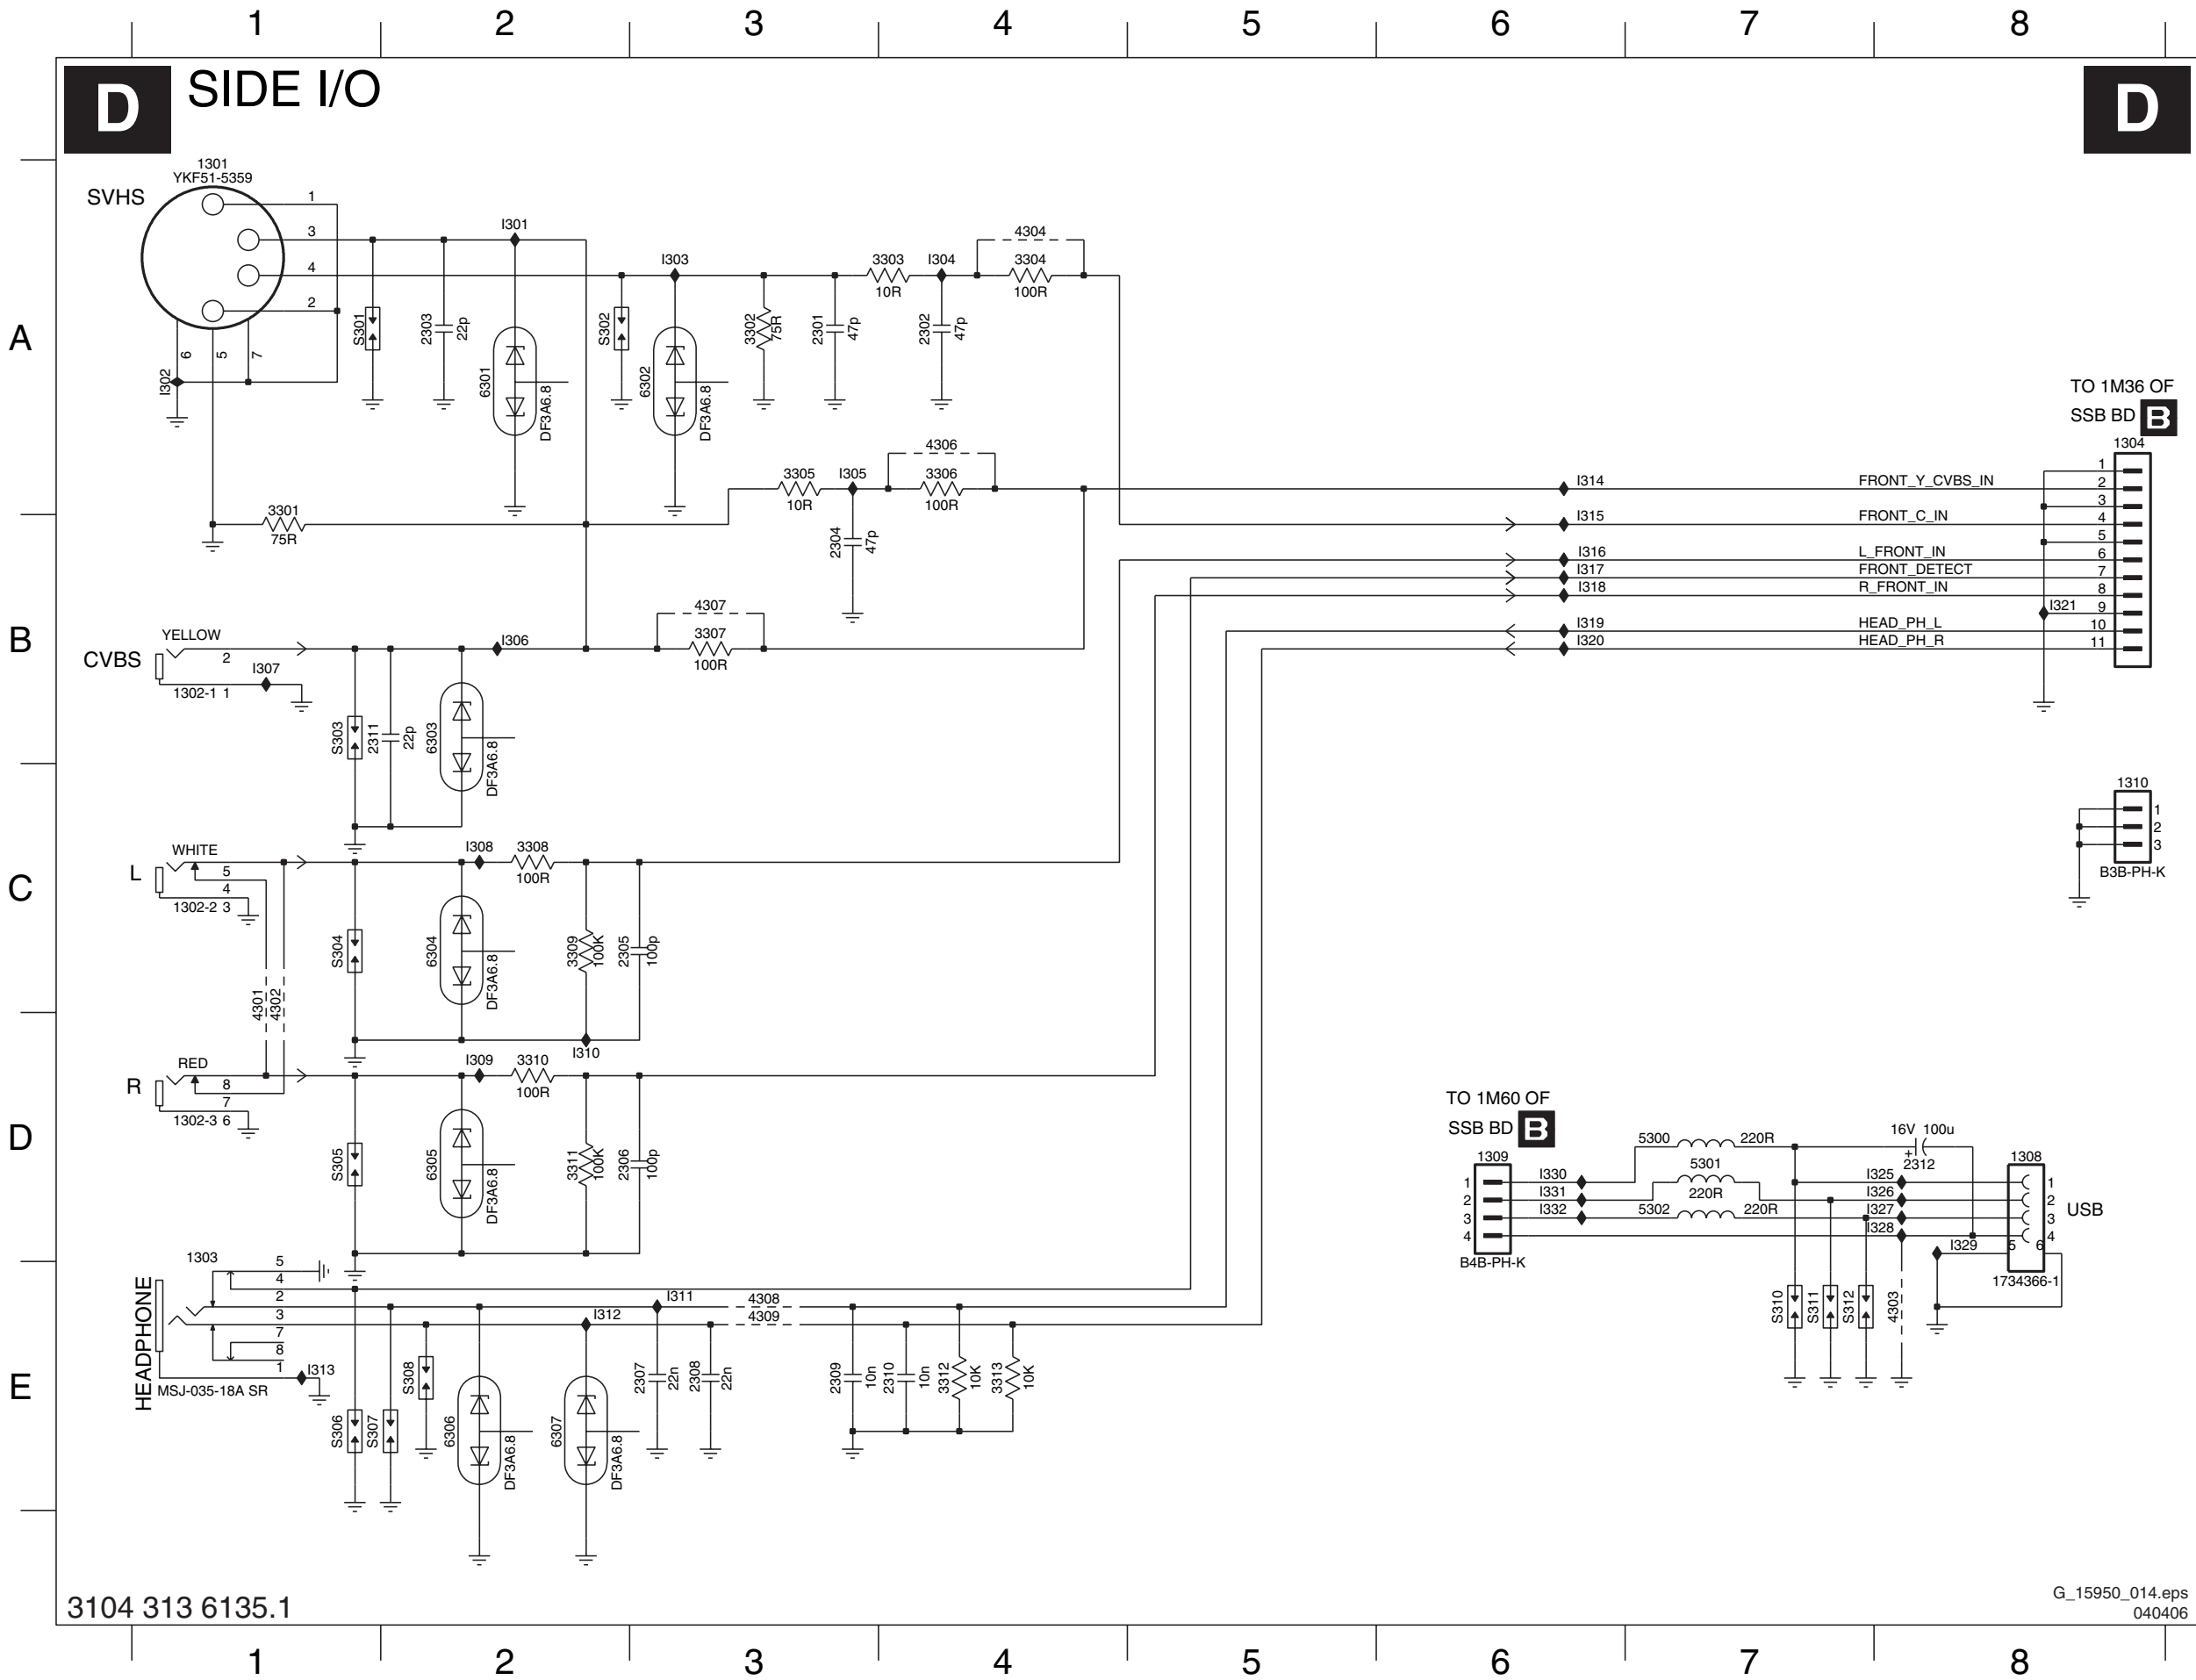 1 2 3 4 5 6 7 8
D SIDE I/O D
1301
YKF51-5359
SVHS
1
3
4
2
6
5
7
I302
I301
I303
S301
2303
22p
6301
DF3A6.8
S302
6302
DF3A6.8
3302
75R
2301
47p
3303
10R
I304
2302
47p
4304
3304
100R
A
TO 1M36 OF
SSB BD B
1304
3301
75R
3305
10R
I305
2304
47p
4306
3306
100R
I314 FRONT_Y_CVBS_IN
I315 FRONT_C_IN
I316 L_FRONT_IN
I317 FRONT_DETECT
I318 R_FRONT_IN
I319 HEAD_PH_L
I320 HEAD_PH_R
1
2
3
4
5
6
7
8
9
10
11
I321
B
YELLOW
CVBS
2
I307
1302-1 1
I306
4307
3307
100R
S303
2311
22p
6303
DF3A6.8
1310
1
2
3
B3B-PH-K
C
WHITE
L
5
4
1302-2 3
I308
3308
100R
S304
6304
DF3A6.8
3309
100K
2305
100p
4301
4302
I310
D
RED
R
8
7
1302-3 6
I309
3310
100R
S305
6305
DF3A6.8
3311
100K
2306
100p
TO 1M60 OF
SSB BD B
1309
1
2
3
4
B4B-PH-K
I330
I331
I332
5300 220R
5301
220R
5302 220R
16V 100u
+
2312
I325
I326
I327
I328
I329
1308
1
2
3
4
5 6
USB
1734366-1
S310
S311
S312
4303
E
HEADPHONE
1303
5
4
2
3
7
8
1
I313
MSJ-035-18A SR
S306
S307
S308
6306
DF3A6.8
6307
DF3A6.8
I311
I312
2307
22n
2308
22n
4308
4309
2309
10n
2310
10n
3312
10K
3313
10K
3104 313 6135.1
G_15950_014.eps
040406
1 2 3 4 5 6 7 8